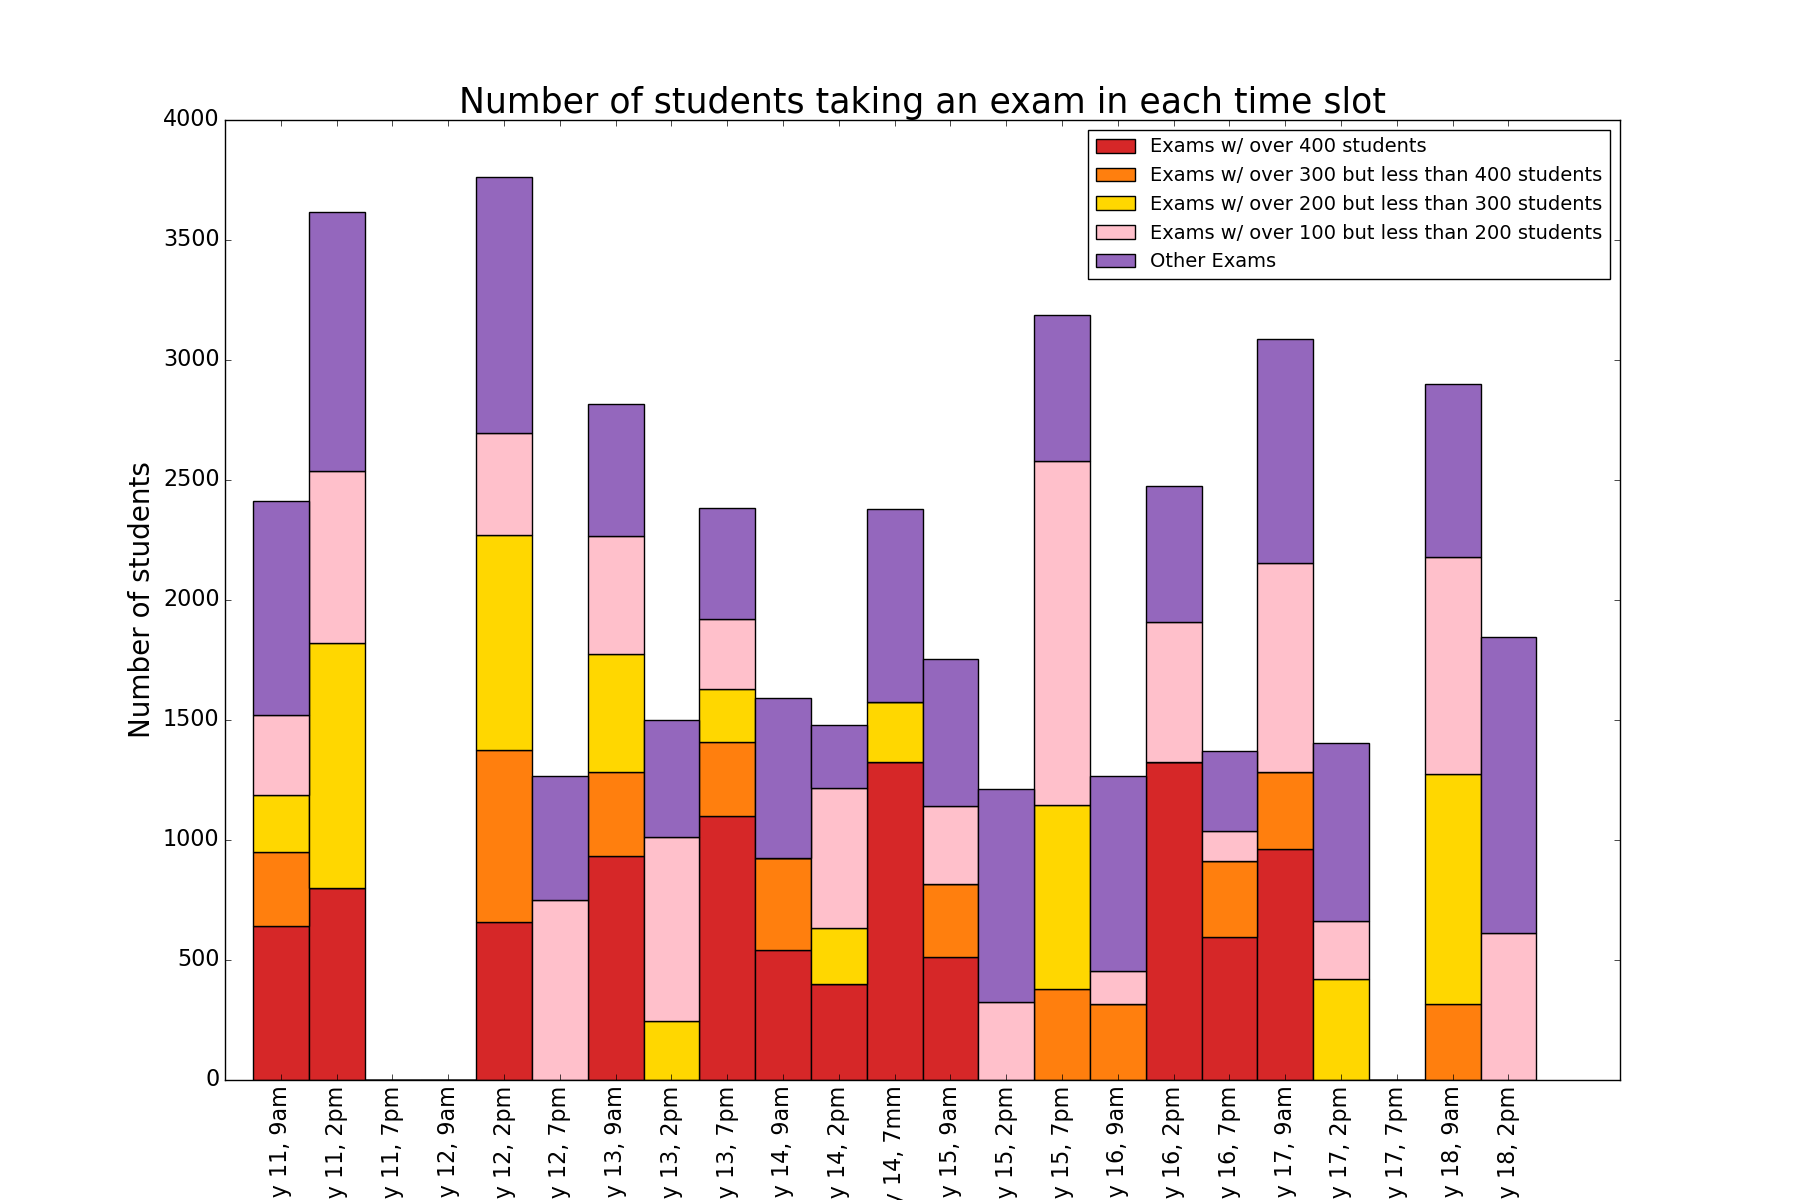 Number of students taking an exam in each time slot
Exams w/ over 400 students
Exams w/ over 300 but less than 400 students
Exams w/ over 200 but less than 300 students
Exams w/ over 100 but less than 200 students
Other Exams
Number of students
4000
3500
3000
2500
2000
1500
1000
500
0
y 11, 9am
y 11, 2pm
y 11, 7pm
y 12, 9am
y 12, 2pm
y 12, 7pm
y 13, 9am
y 13, 2pm
y 13, 7pm
y 14, 9am
y 14, 2pm
y 14, 7mm
y 15, 9am
y 15, 2pm
y 15, 7pm
y 16, 9am
y 16, 2pm
y 16, 7pm
y 17, 9am
y 17, 2pm
y 17, 7pm
y 18, 9am
y 18, 2pm